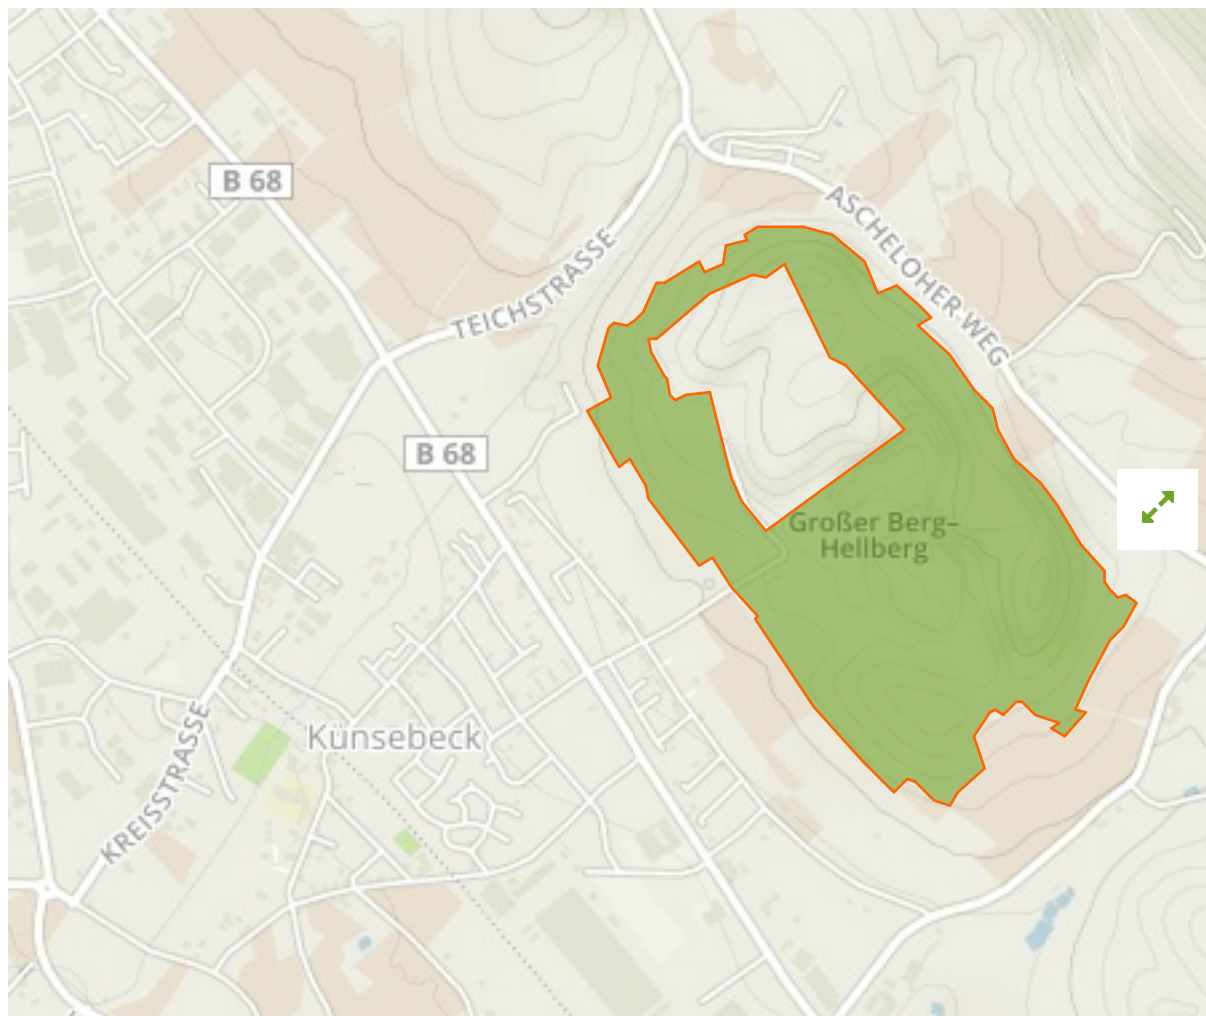 B 68
ASCHELOHER WEG
TEICHSTRASSE
B 68
Großer Berg–
Hellberg
Künsebeck
KREISSTRASSE